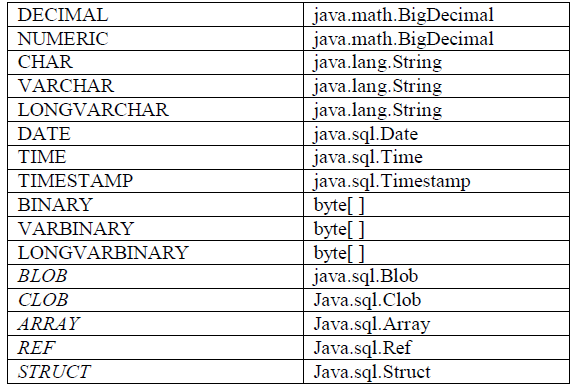 DECIMAL java.math.BigDecimal
NUMERIC java.math.BigDecimal
CHAR java.lang.String
VARCHAR java.lang.String
LONGVARCHAR java.lang.String
DATE java.sql.Date
TIME java.sql.Time
TIMESTAMP java.sql.Timestamp
BINARY byte[ ]
VARBINARY byte[ ]
LONGVARBINARY byte[ ]
BLOB java.sql.Blob
CLOB Java.sql.Clob
ARRAY Java.sql.Array
REF Java.sql.Ref
STRUCT Java.sql.Struct